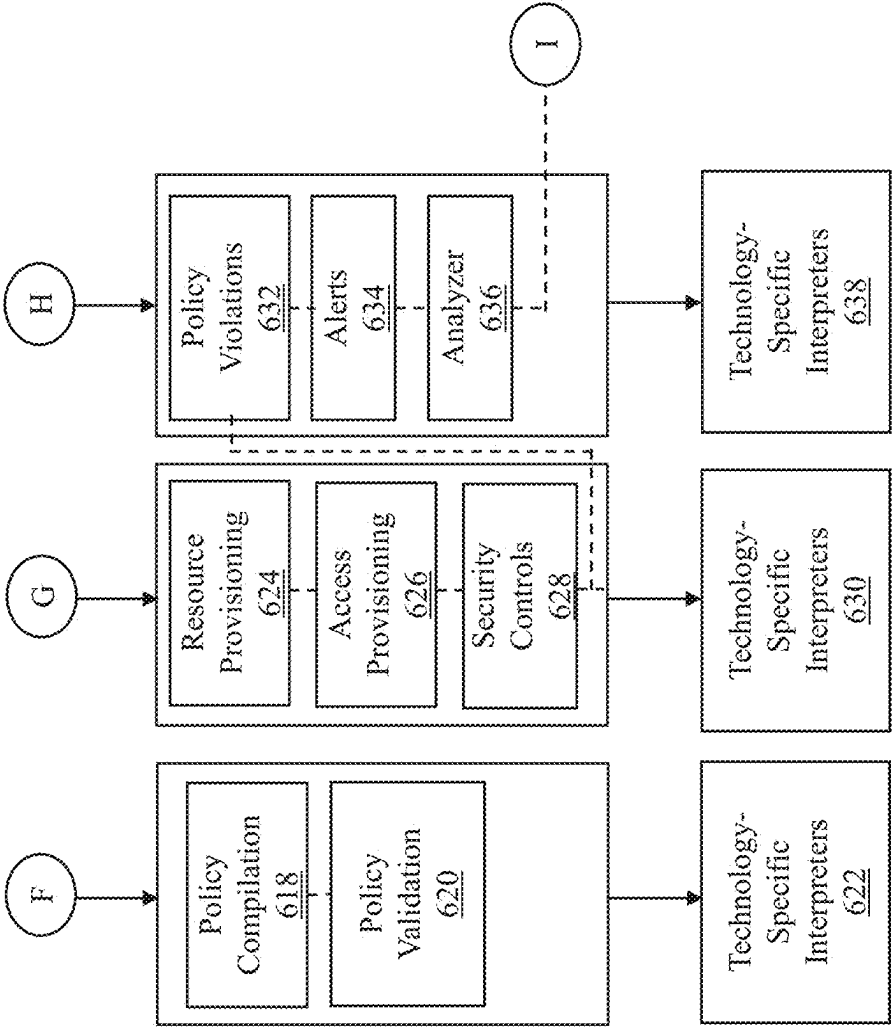 F
Policy
Compilation
618
Policy
Validation
620
Technology-
Specific
Interpreters
622
G
Resource
Provisioning
624
Access
Provisioning
626
Security
Controls
628
Technology-
Specific
Interpreters
630
H
Policy
Violations
632
Alerts
634
Analyzer
636
Technology-
Specific
Interpreters
638
I